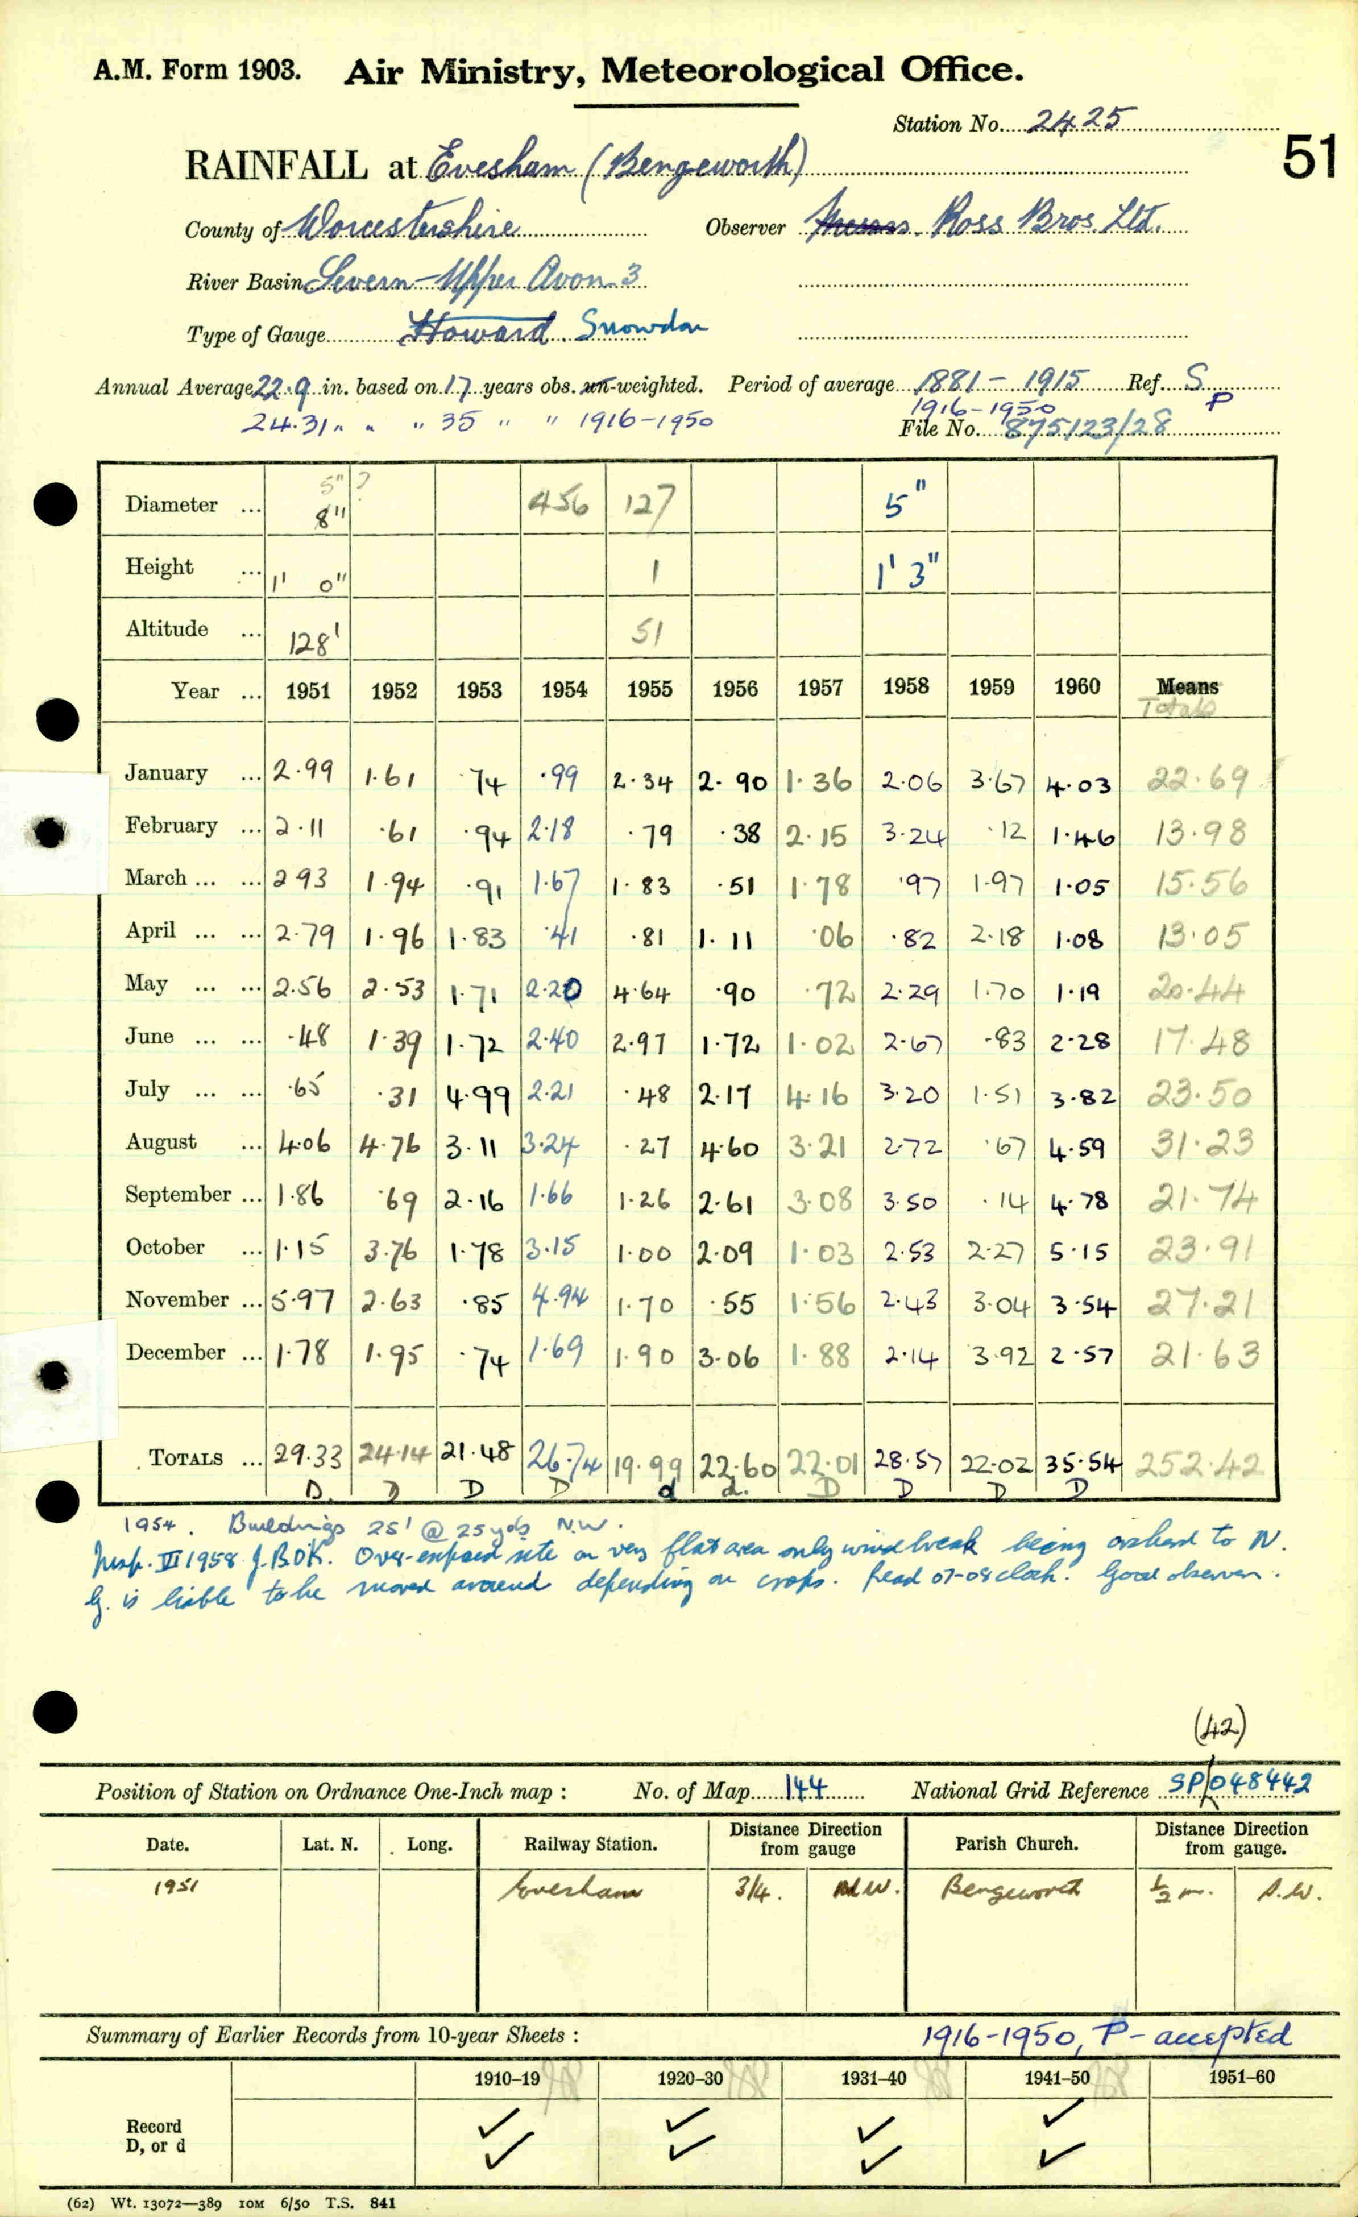 A.M. Form 1903. Air Ministry, Meteorological Office.
Station No. 2425
51
RAINFALL at Evesham (Bengeworth)
County of Worcestershire Observer Messrs. Ross Bros. Ltd.
River Basin Severn - Upper Avon 3
Type of Gauge Howard. Snowdon
Annual Average 22.9 in. based on 17 years obs. un-weighted. Period of average 1881 - 1915 Ref. S
24.31 " " " 35 " " 1916-1950 1916-1950 P
File No. 875123/28
5" ?
Diameter ... 8" 456 127 5"
Height ... 1' 0" 1 1' 3"
Altitude ... 128' 51
Year ... 1951 1952 1953 1954 1955 1956 1957 1958 1959 1960 Means
Totals
January ... 2.99 1.61 .74 .99 2.34 2.90 1.36 2.06 3.67 4.03 22.69
February ... 2.11 .61 .94 2.18 .79 .38 2.15 3.24 .12 1.46 13.98
March ... ... 2 93 1.94 .91 1.67 1.83 .51 1.78 .97 1.97 1.05 15.56
April ... ... 2.79 1.96 1.83 .41 .81 1.11 .06 .82 2.18 1.08 13.05
May ... ... 2.56 2.53 1.71 2.20 4.64 .90 .72 2.29 1.70 1.19 20.44
June ... ... .48 1.39 1.72 2.40 2.97 1.72 1.02 2.67 .83 2.28 17.48
July ... ... .65 .31 4.99 2.21 .48 2.17 4.16 3.20 1.51 3.82 23.50
August ... 4.06 4.76 3.11 3.24 .27 4.60 3.21 2.72 .67 4.59 31.23
September ... 1.86 .69 2.16 1.66 1.26 2.61 3.08 3.50 .14 4.78 21.74
October ... 1.15 3.76 1.78 3.15 1.00 2.09 1.03 2.53 2.27 5.15 23.91
November ... 5.97 2.63 .85 4.94 1.70 .55 1.56 2.43 3.04 3.54 27.21
December ... 1.78 1.95 .74 1.69 1.90 3.06 1.88 2.14 3.92 2.57 21.63
TOTALS ... 29.33 24.14 21.48 26.74 19.99 22.60 22.01 28.57 22.02 35.54 252.42
D. D D D d d. D D D D
1954. Buildings 25' @ 25 yds N.W.
Insp. III 1958 J.BOK. Over-exposed site on very flat area only windbreak being orchard to N.
G. is liable to be moved around depending on crops. Read 07-08 clock. Good observer.
(42)
Position of Station on Ordnance One-Inch map : No. of Map 144 National Grid Reference SP/048442
Date. Lat. N. Long. Railway Station. Distance from gauge Direction Parish Church. Distance from gauge. Direction
1951 Evesham 3/4. N.W. Bengeworth 1/2 m. S.W.
Summary of Earlier Records from 10-year Sheets : 1916-1950, P - accepted
1910-19 1920-30 1931-40 1941-50 1951-60
Record ✓ ✓ ✓ ✓
D, or d ✓ ✓ ✓ ✓
(62) Wt. 13072—389 10M 6/50 T.S. 841